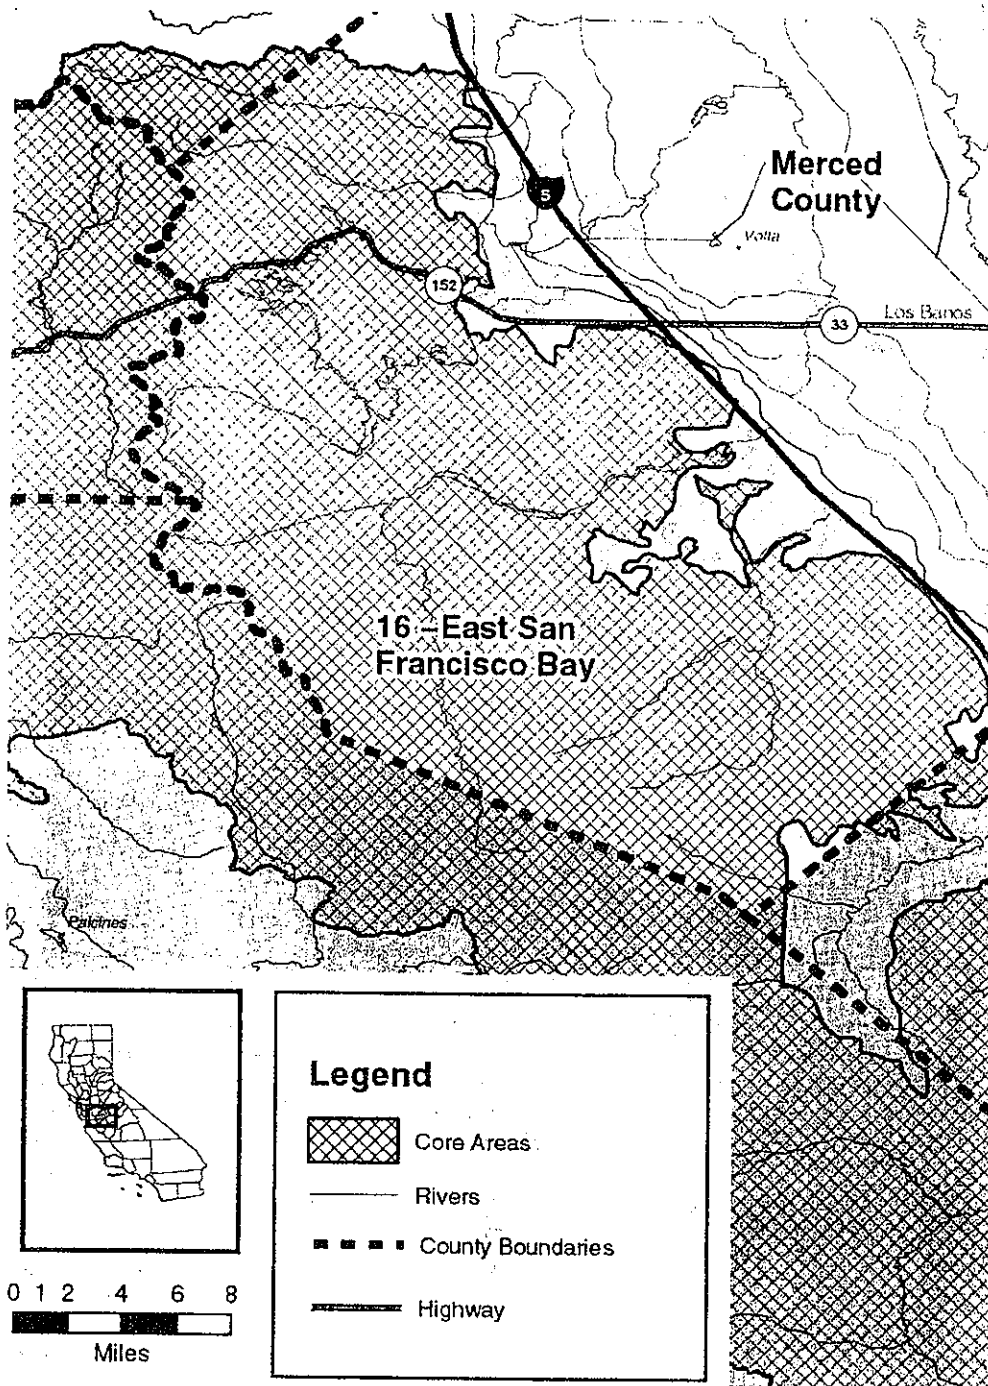 Merced
County
5
Volta
152
33
Los Banos
16 – East San
Francisco Bay
Paicines
Legend
Core Areas
Rivers
County Boundaries
Highway
0 1 2 4 6 8
Miles